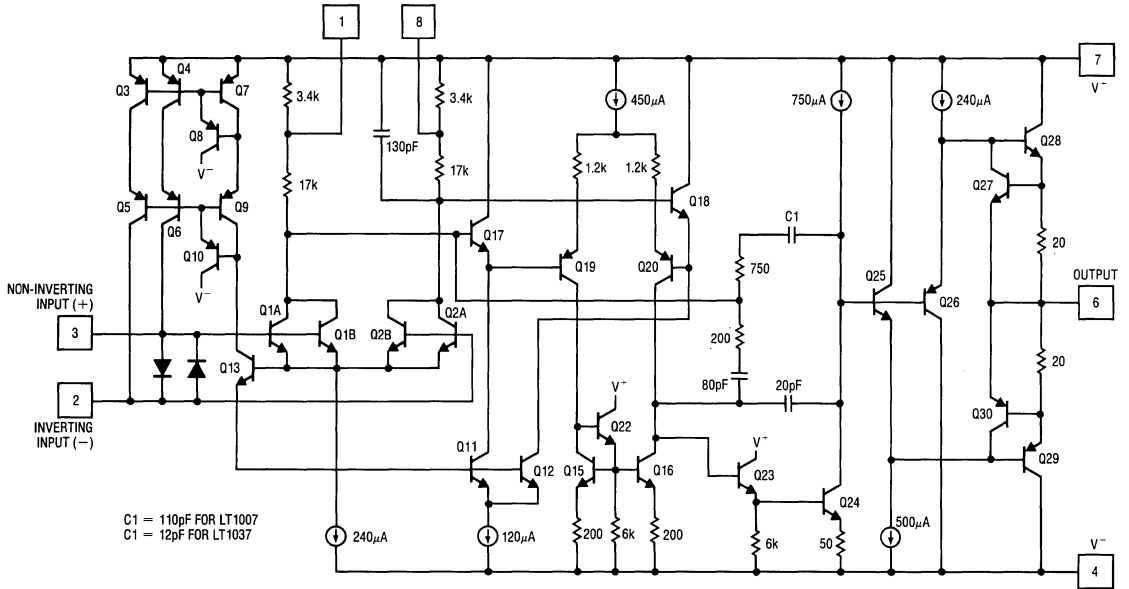 1
8
7
V+
Q3
Q4
Q7
3.4k
3.4k
450μA
750μA
240μA
Q8
V−
130pF
Q28
17k
17k
1.2k
1.2k
Q27
Q5
Q6
Q9
Q18
Q10
V−
Q17
C1
20
Q19
Q20
750
Q25
Q26
OUTPUT
6
NON-INVERTING
INPUT (+)
3
Q1A
Q1B
Q2B
Q2A
200
20
Q13
80pF
20pF
2
INVERTING
INPUT (−)
V+
Q22
Q30
Q11
Q12
Q15
Q16
V+
Q23
Q29
Q24
C1 = 110pF FOR LT1007
C1 = 12pF FOR LT1037
240μA
120μA
200
6k
200
6k
50
500μA
V−
4